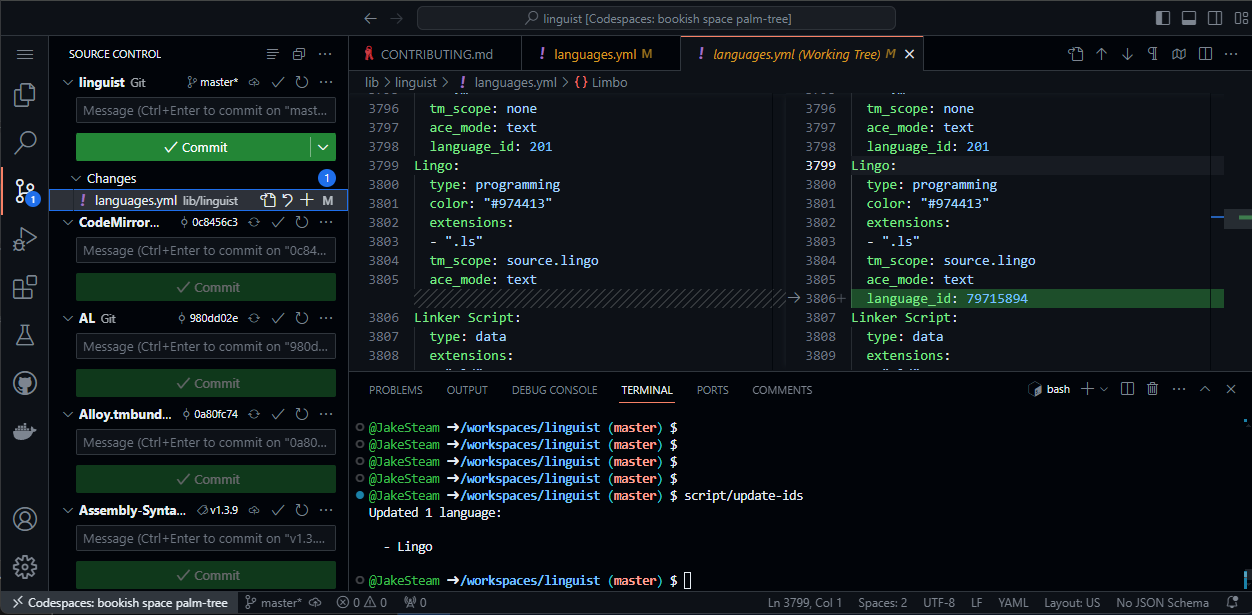 linguist [Codespaces: bookish space palm-tree]
SOURCE CONTROL
linguist Git master*
Message (Ctrl+Enter to commit on "mast...
Commit
Changes 1
! languages.yml lib/linguist M
1
CodeMirror... 0c8456c3
Message (Ctrl+Enter to commit on "0c84...
Commit
AL Git 980dd02e
Message (Ctrl+Enter to commit on "980d...
Commit
Alloy.tmbund... 0a80fc74
Message (Ctrl+Enter to commit on "0a80...
Commit
Assembly-Synta... v1.3.9
Message (Ctrl+Enter to commit on "v1.3....
Commit
CONTRIBUTING.md
! languages.yml M
! languages.yml (Working Tree) M
lib > linguist > ! languages.yml > {} Limbo
3796 tm_scope: none
3797 ace_mode: text
3798 language_id: 201
3799 Lingo:
3800 type: programming
3801 color: "#974413"
3802 extensions:
3803 - ".ls"
3804 tm_scope: source.lingo
3805 ace_mode: text
3806 Linker Script:
3807 type: data
3808 extensions:
3796 tm_scope: none
3797 ace_mode: text
3798 language_id: 201
3799 Lingo:
3800 type: programming
3801 color: "#974413"
3802 extensions:
3803 - ".ls"
3804 tm_scope: source.lingo
3805 ace_mode: text
3806+ language_id: 79715894
3807 Linker Script:
3808 type: data
3809 extensions:
PROBLEMS OUTPUT DEBUG CONSOLE TERMINAL PORTS COMMENTS
bash
@JakeSteam ➜/workspaces/linguist (master) $
@JakeSteam ➜/workspaces/linguist (master) $
@JakeSteam ➜/workspaces/linguist (master) $
@JakeSteam ➜/workspaces/linguist (master) $
@JakeSteam ➜/workspaces/linguist (master) $ script/update-ids
Updated 1 language:
- Lingo
@JakeSteam ➜/workspaces/linguist (master) $
Codespaces: bookish space palm-tree master* 0 0 0 Ln 3799, Col 1 Spaces: 2 UTF-8 LF YAML Layout: US No JSON Schema